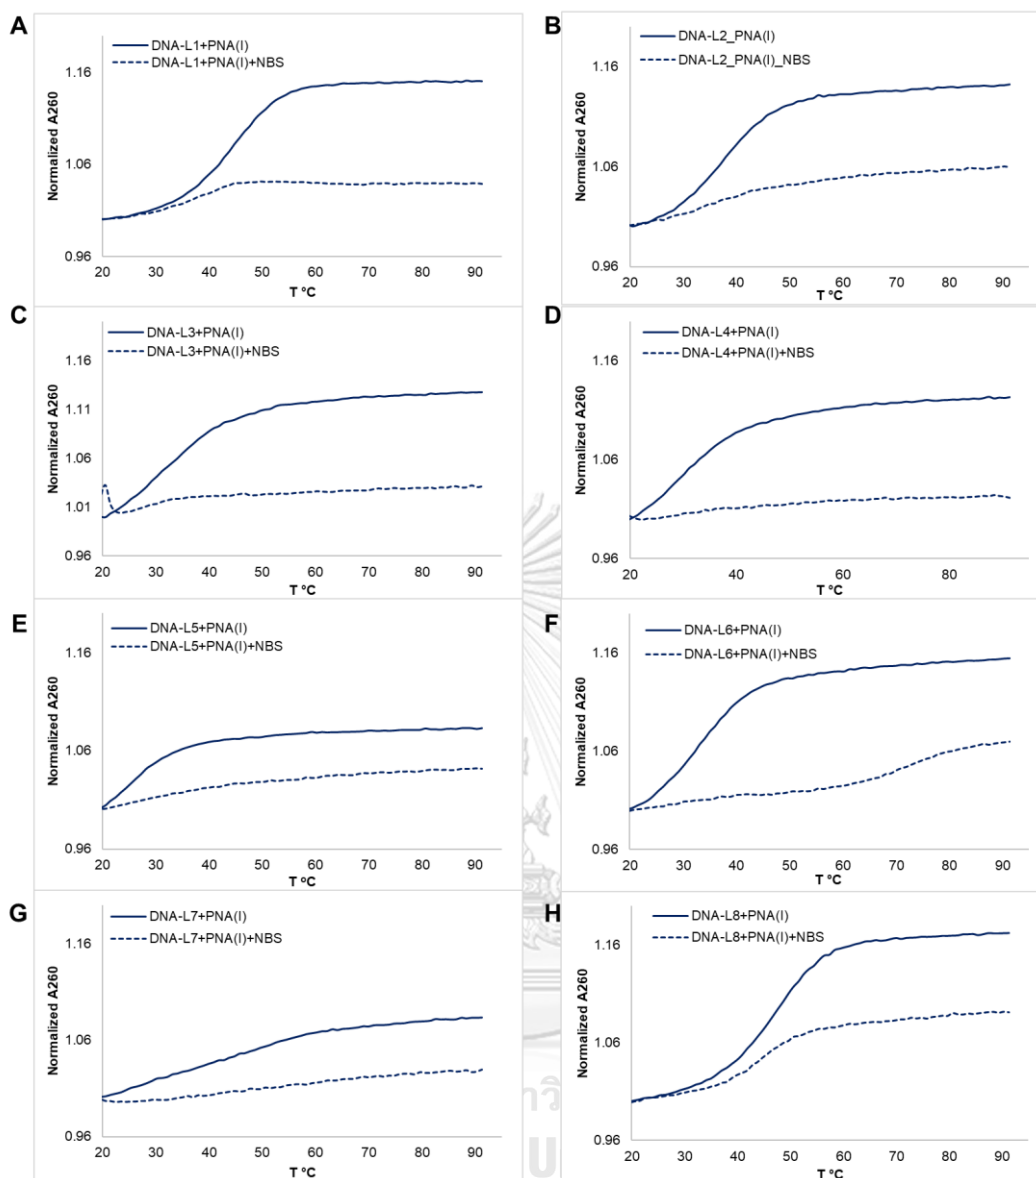 A
DNA-L1+PNA(I)
DNA-L1+PNA(I)+NBS
Normalized A260
1.16
1.06
0.96
20 30 40 50 60 70 80 90
T °C
B
DNA-L2_PNA(I)
DNA-L2_PNA(I)_NBS
Normalized A260
1.16
1.06
0.96
20 30 40 50 60 70 80 90
T °C
C
DNA-L3+PNA(I)
DNA-L3+PNA(I)+NBS
Normalized A260
1.16
1.11
1.06
1.01
0.96
20 30 40 50 60 70 80 90
T °C
D
DNA-L4+PNA(I)
DNA-L4+PNA(I)+NBS
Normalized A260
1.16
1.06
0.96
20 40 60 80
T °C
E
DNA-L5+PNA(I)
DNA-L5+PNA(I)+NBS
Normalized A260
1.16
1.06
0.96
20 30 40 50 60 70 80 90
T °C
F
DNA-L6+PNA(I)
DNA-L6+PNA(I)+NBS
Normalized A260
1.16
1.06
0.96
20 30 40 50 60 70 80 90
T °C
G
DNA-L7+PNA(I)
DNA-L7+PNA(I)+NBS
Normalized A260
1.16
1.06
0.96
20 30 40 50 60 70 80 90
T °C
H
DNA-L8+PNA(I)
DNA-L8+PNA(I)+NBS
Normalized A260
1.16
1.06
0.96
20 30 40 50 60 70 80 90
T °C